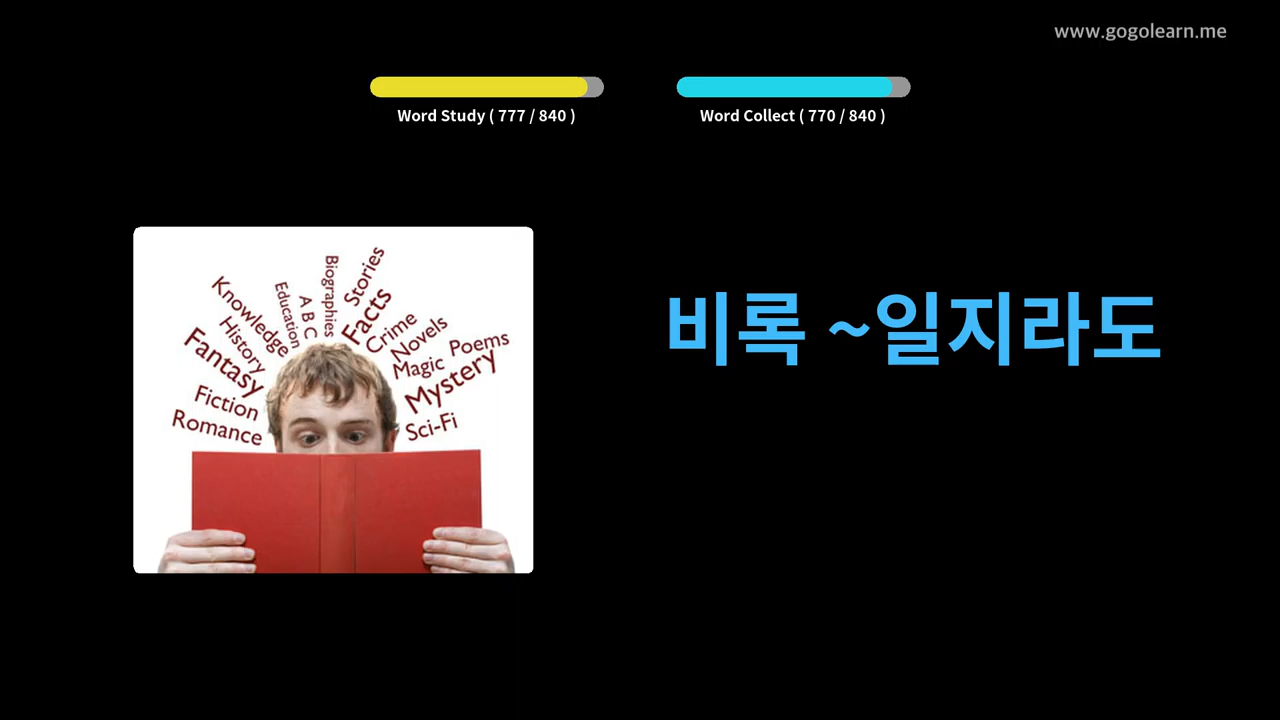 www.gogolearn.me
Word Study ( 777 / 840 )
Word Collect ( 770 / 840 )
비록 ~일지라도
Knowledge
History
Fantasy
Fiction
Romance
Education
A B C
Biographies
Stories
Facts
Crime
Novels
Magic
Poems
Mystery
Sci-Fi